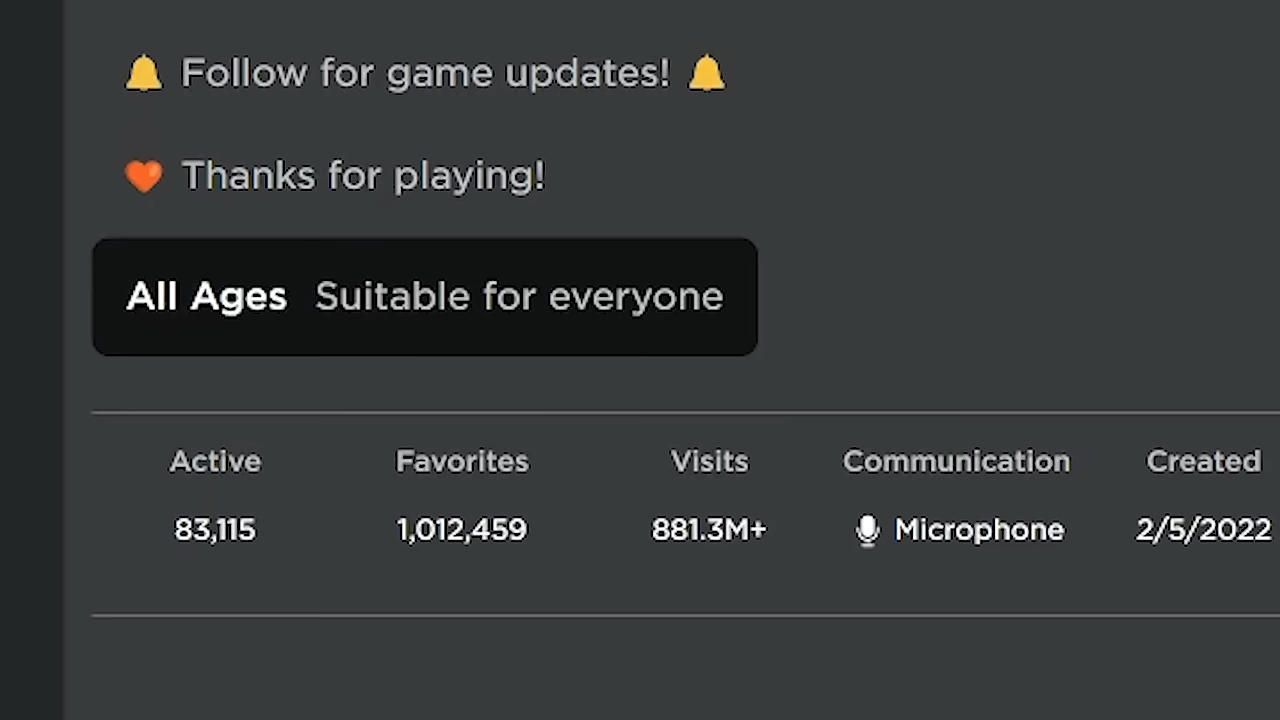 🔔 Follow for game updates! 🔔
🧡 Thanks for playing!
All Ages Suitable for everyone
Active Favorites Visits Communication Created
83,115 1,012,459 881.3M+ Microphone 2/5/2022